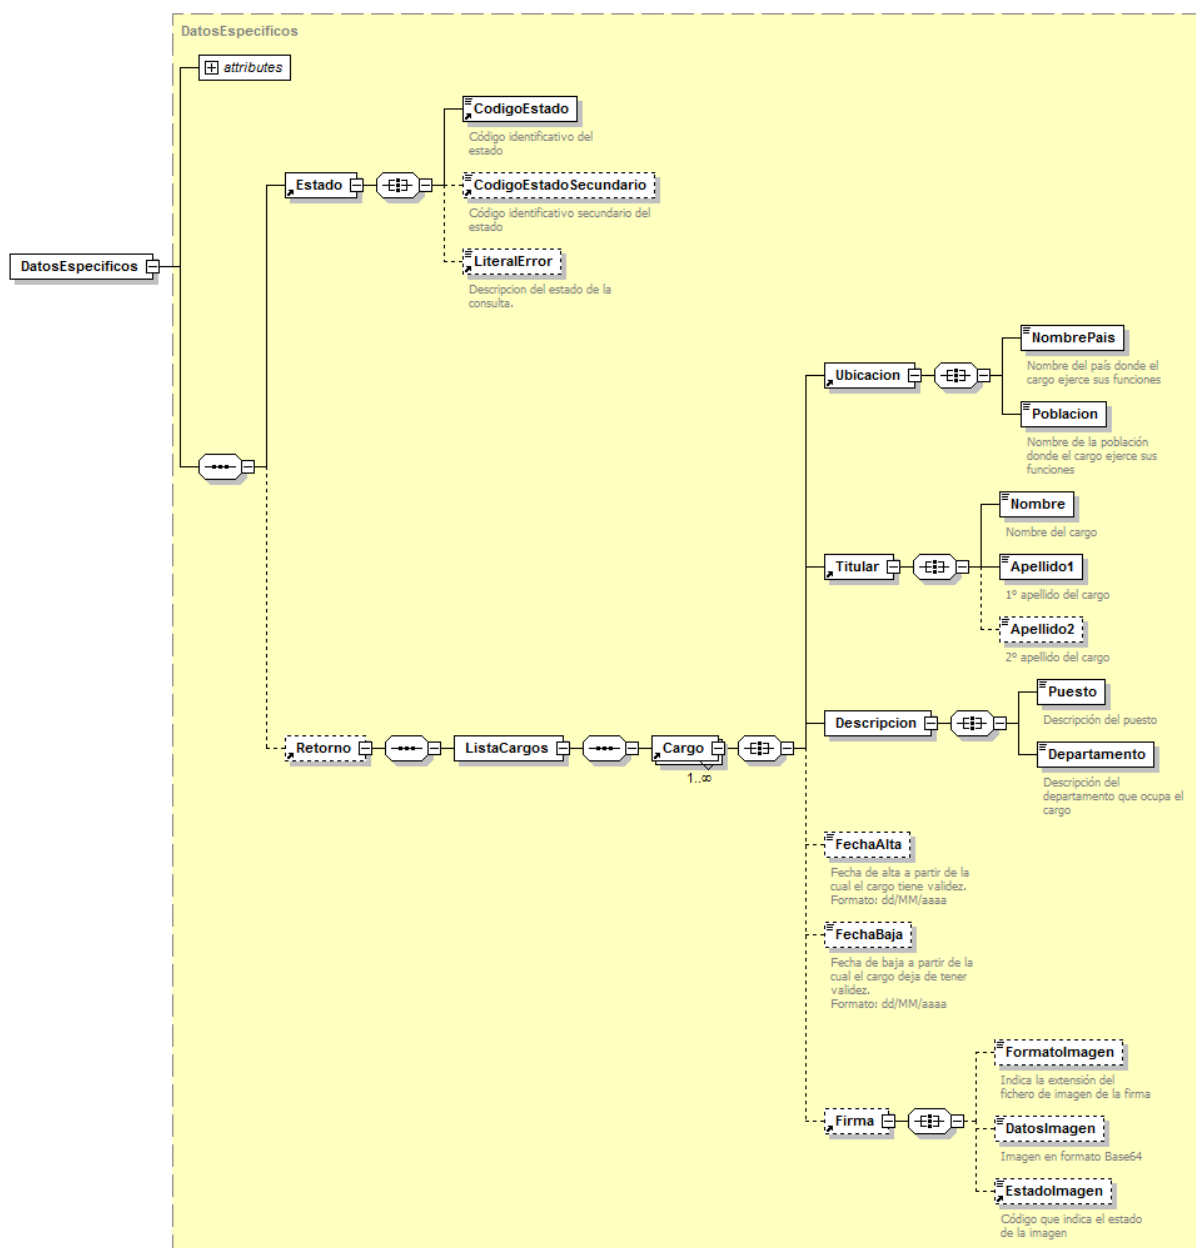 DatosEspecificos
attributes
CodigoEstado
Código identificativo del
estado
Estado
CodigoEstadoSecundario
Código identificativo secundario del
estado
LiteralError
Descripcion del estado de la
consulta.
DatosEspecificos
NombrePais
Nombre del país donde el
cargo ejerce sus funciones
Ubicacion
Poblacion
Nombre de la población
donde el cargo ejerce sus
funciones
Nombre
Nombre del cargo
Titular
Apellido1
1º apellido del cargo
Apellido2
2º apellido del cargo
Puesto
Descripción del puesto
Descripcion
Departamento
Descripción del
departamento que ocupa el
cargo
Retorno
ListaCargos
Cargo
1..∞
FechaAlta
Fecha de alta a partir de la
cual el cargo tiene validez.
Formato: dd/MM/aaaa
FechaBaja
Fecha de baja a partir de la
cual el cargo deja de tener
validez.
Formato: dd/MM/aaaa
FormatoImagen
Indica la extensión del
fichero de imagen de la firma
Firma
DatosImagen
Imagen en formato Base64
EstadoImagen
Código que indica el estado
de la imagen